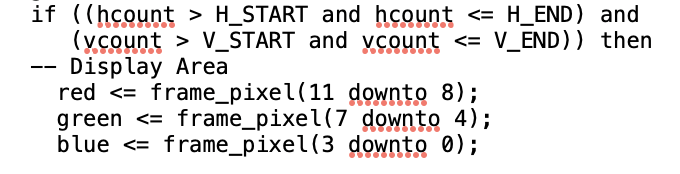 if ((hcount > H_START and hcount <= H_END) and
(vcount > V_START and vcount <= V_END)) then
-- Display Area
red <= frame_pixel(11 downto 8);
green <= frame_pixel(7 downto 4);
blue <= frame_pixel(3 downto 0);